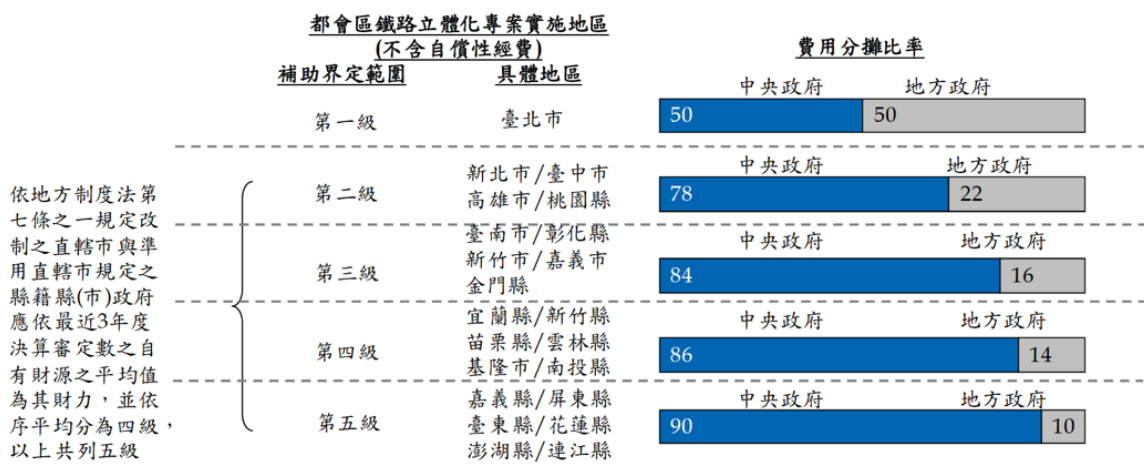 都會區鐵路立體化專案實施地區
(不含自償性經費)
費用分攤比率
補助界定範圍
具體地區
中央政府
地方政府
第一級
臺北市
50
50
依地方制度法第
七條之一規定改
制之直轄市與準
用直轄市規定之
縣籍縣(市)政府
應依最近3年度
決算審定數之自
有財源之平均值
為其財力，並依
序平均分為四級，
以上共列五級
第二級
新北市/臺中市
高雄市/桃園縣
中央政府
地方政府
78
22
第三級
臺南市/彰化縣
新竹市/嘉義市
金門縣
中央政府
地方政府
84
16
第四級
宜蘭縣/新竹縣
苗栗縣/雲林縣
基隆市/南投縣
中央政府
地方政府
86
14
第五級
嘉義縣/屏東縣
臺東縣/花蓮縣
澎湖縣/連江縣
中央政府
地方政府
90
10